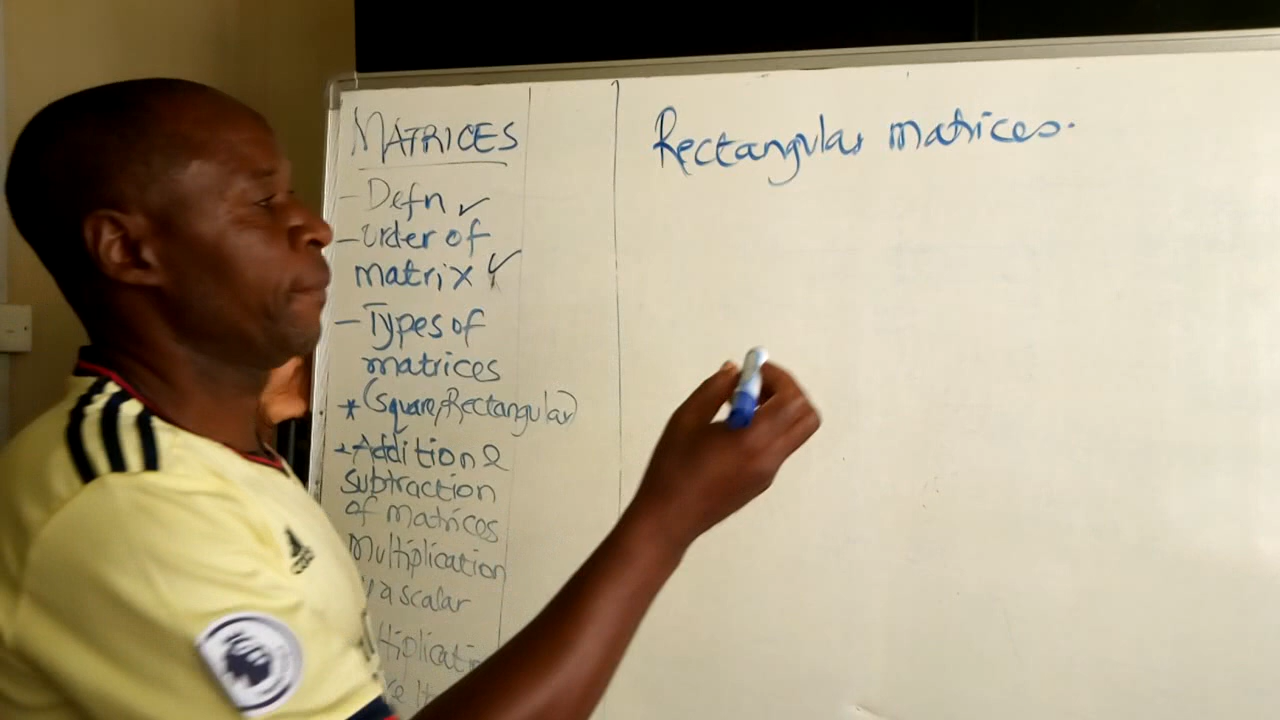 MATRICES
- Defn ✓
- Order of
matrix ✓
- Types of
matrices
* (Square, Rectangular)
* Addition &
subtraction
of matrices
Multiplication
a scalar
Rectangular matrices.